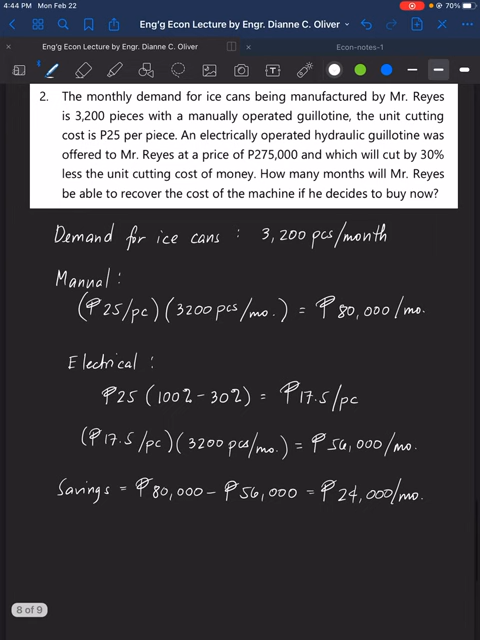 4:44 PM Mon Feb 22
70%
Eng'g Econ Lecture by Engr. Dianne C. Oliver
Eng'g Econ Lecture by Engr. Dianne C. Oliver
Econ-notes-1
2. The monthly demand for ice cans being manufactured by Mr. Reyes
is 3,200 pieces with a manually operated guillotine, the unit cutting
cost is P25 per piece. An electrically operated hydraulic guillotine was
offered to Mr. Reyes at a price of P275,000 and which will cut by 30%
less the unit cutting cost of money. How many months will Mr. Reyes
be able to recover the cost of the machine if he decides to buy now?
Demand for ice cans : 3,200 pcs/month
Manual :
(₱25/pc)(3200 pcs/mo.) = ₱80,000/mo.
Electrical :
₱25 (100% - 30%) = ₱17.5/pc
(₱17.5/pc)(3200 pcs/mo.) = ₱56,000/mo.
Savings = ₱80,000 - ₱56,000 = ₱24,000/mo.
8 of 9